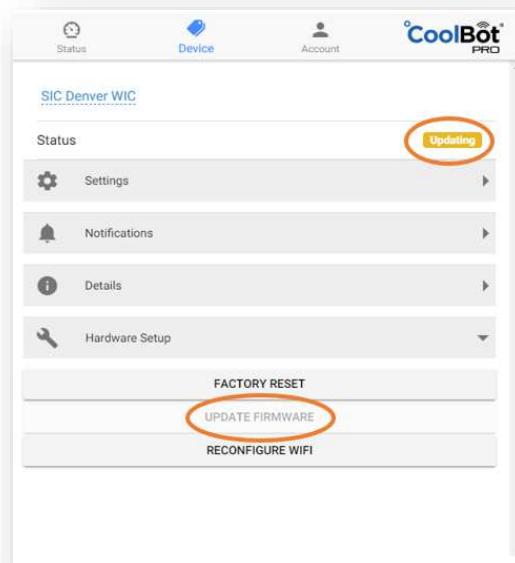 Status
Device
Account
°CoolBot
PRO
SIC Denver WIC
Status Updating
Settings
Notifications
Details
Hardware Setup
FACTORY RESET
UPDATE FIRMWARE
RECONFIGURE WIFI